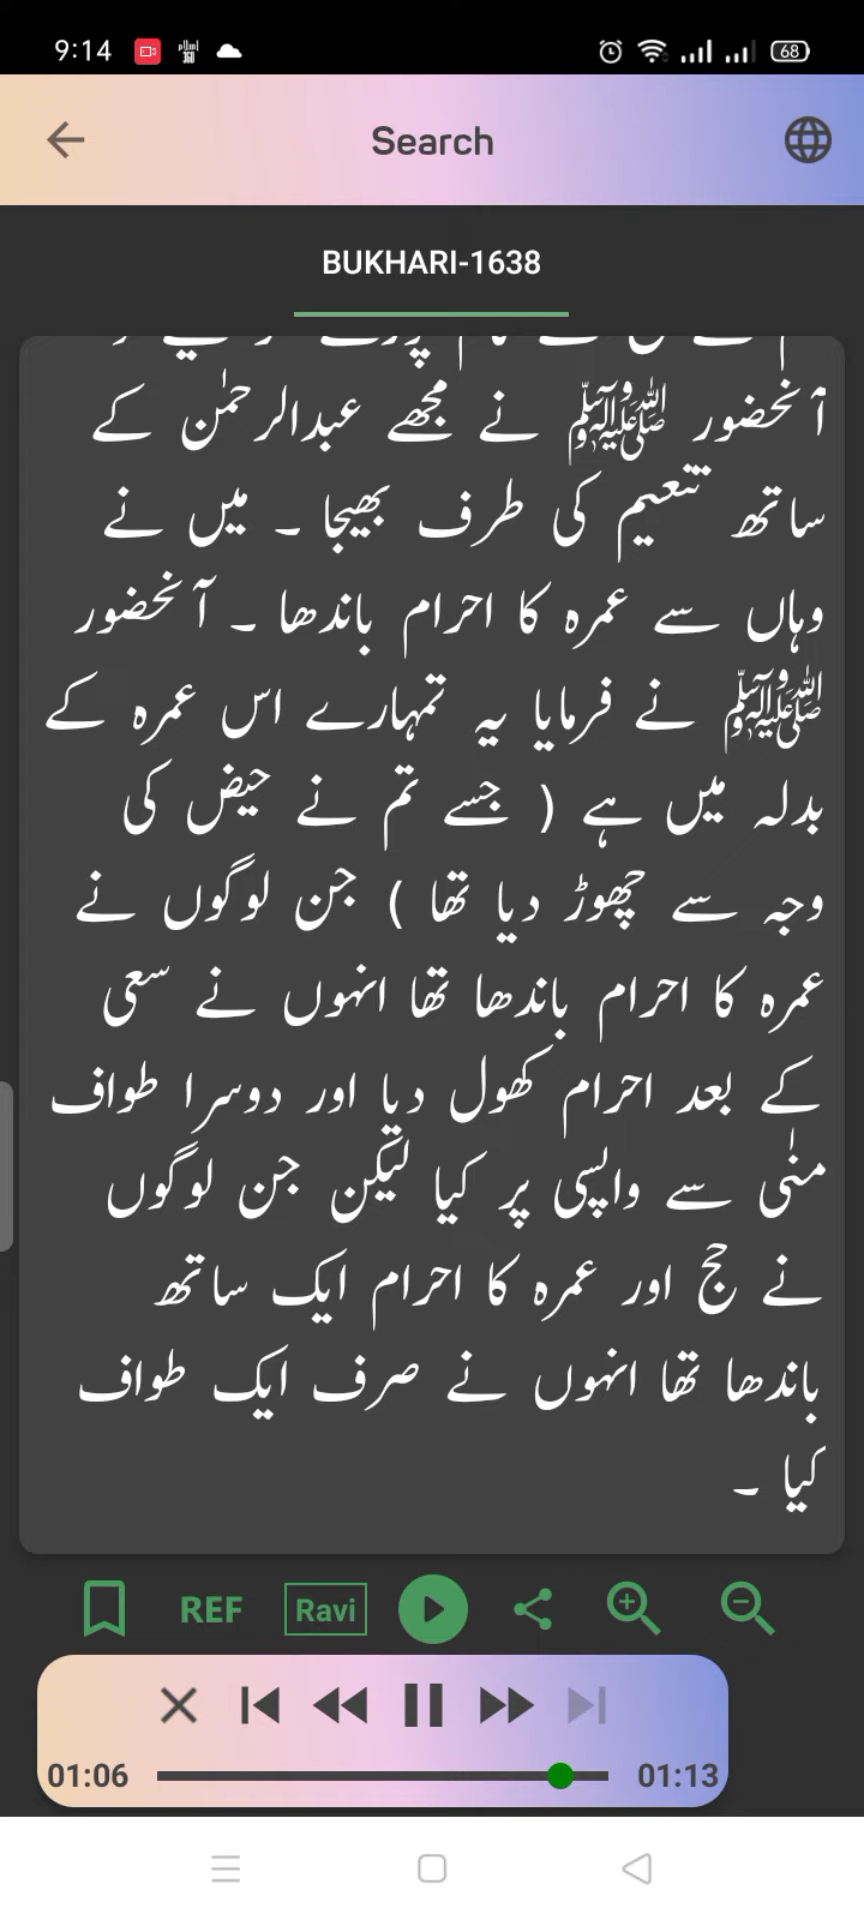 9:14
68
Search
BUKHARI-1638
آنحضور ﷺ نے مجھے عبدالرحمٰن کے
ساتھ تنعیم کی طرف بھیجا ۔ میں نے
وہاں سے عمرہ کا احرام باندھا ۔ آنحضور
ﷺ نے فرمایا یہ تمہارے اس عمرہ کے
بدلہ میں ہے ( جسے تم نے حیض کی
وجہ سے چھوڑ دیا تھا ) جن لوگوں نے
عمرہ کا احرام باندھا تھا انہوں نے سعی
کے بعد احرام کھول دیا اور دوسرا طواف
منٰی سے واپسی پر کیا لیکن جن لوگوں
نے حج اور عمرہ کا احرام ایک ساتھ
باندھا تھا انہوں نے صرف ایک طواف
کیا ۔
REF Ravi
01:06 01:13